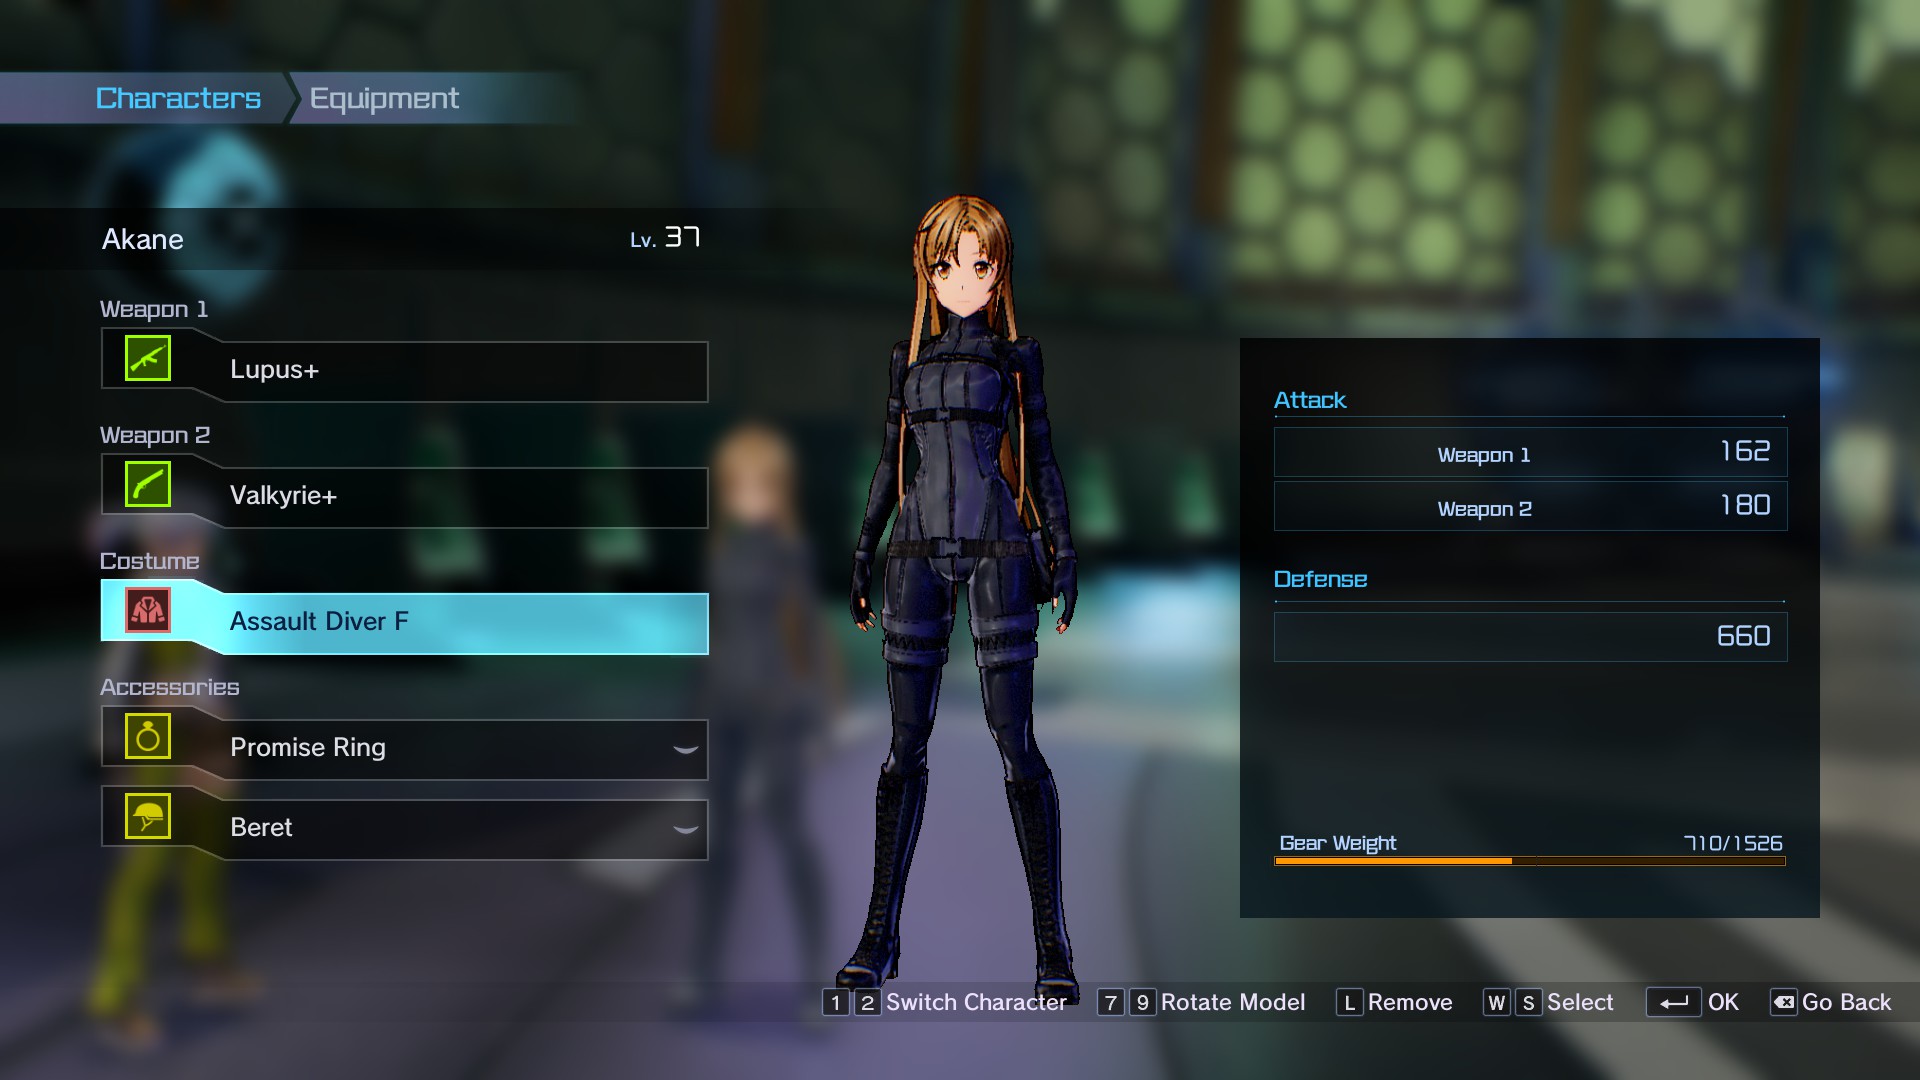 Characters
Equipment
Akane
Lv. 37
Weapon 1
Lupus+
Weapon 2
Valkyrie+
Costume
Assault Diver F
Accessories
Promise Ring
Beret
Attack
Weapon 1 162
Weapon 2 180
Defense
660
Gear Weight 710/1526
1 2 Switch Character 7 9 Rotate Model L Remove W S Select OK Go Back